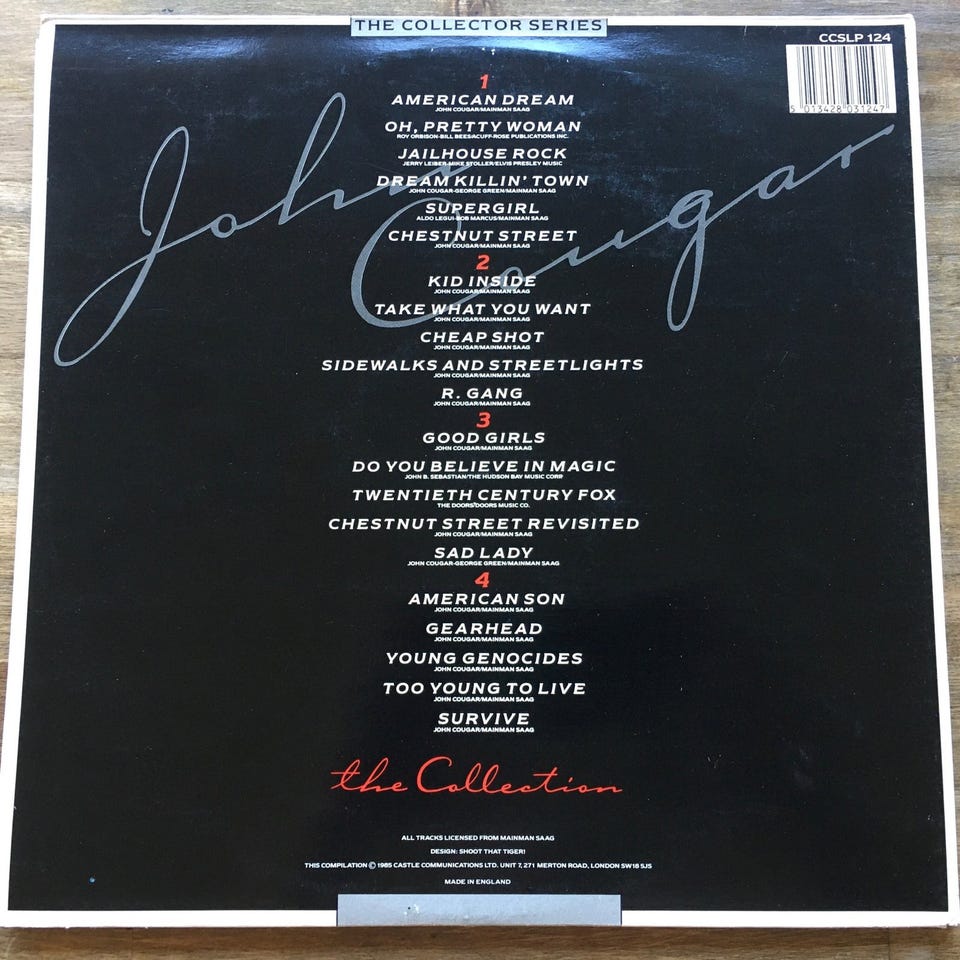 THE COLLECTOR SERIES
CCSLP 124
5 013428 031247
John Cougar
1
AMERICAN DREAM
JOHN COUGAR/MAINMAN SAAG
OH, PRETTY WOMAN
ROY ORBISON-BILL BEES/ACUFF-ROSE PUBLICATIONS INC.
JAILHOUSE ROCK
JERRY LEIBER-MIKE STOLLER/ELVIS PRESLEY MUSIC
DREAM KILLIN' TOWN
JOHN COUGAR-GEORGE GREEN/MAINMAN SAAG
SUPERGIRL
ALDO LEGUI-BOB MARCUS/MAINMAN SAAG
CHESTNUT STREET
JOHN COUGAR/MAINMAN SAAG
2
KID INSIDE
JOHN COUGAR/MAINMAN SAAG
TAKE WHAT YOU WANT
JOHN COUGAR/MAINMAN SAAG
CHEAP SHOT
JOHN COUGAR/MAINMAN SAAG
SIDEWALKS AND STREETLIGHTS
JOHN COUGAR/MAINMAN SAAG
R. GANG
JOHN COUGAR/MAINMAN SAAG
3
GOOD GIRLS
JOHN COUGAR/MAINMAN SAAG
DO YOU BELIEVE IN MAGIC
JOHN B. SEBASTIAN/THE HUDSON BAY MUSIC CORP
TWENTIETH CENTURY FOX
THE DOORS/DOORS MUSIC CO.
CHESTNUT STREET REVISITED
JOHN COUGAR/MAINMAN SAAG
SAD LADY
JOHN COUGAR-GEORGE GREEN/MAINMAN SAAG
4
AMERICAN SON
JOHN COUGAR/MAINMAN SAAG
GEARHEAD
JOHN COUGAR/MAINMAN SAAG
YOUNG GENOCIDES
JOHN COUGAR/MAINMAN SAAG
TOO YOUNG TO LIVE
JOHN COUGAR/MAINMAN SAAG
SURVIVE
JOHN COUGAR/MAINMAN SAAG
the Collection
ALL TRACKS LICENSED FROM MAINMAN SAAG
DESIGN: SHOOT THAT TIGER!
THIS COMPILATION © 1985 CASTLE COMMUNICATIONS LTD. UNIT 7, 271 MERTON ROAD, LONDON SW18 5JS
MADE IN ENGLAND